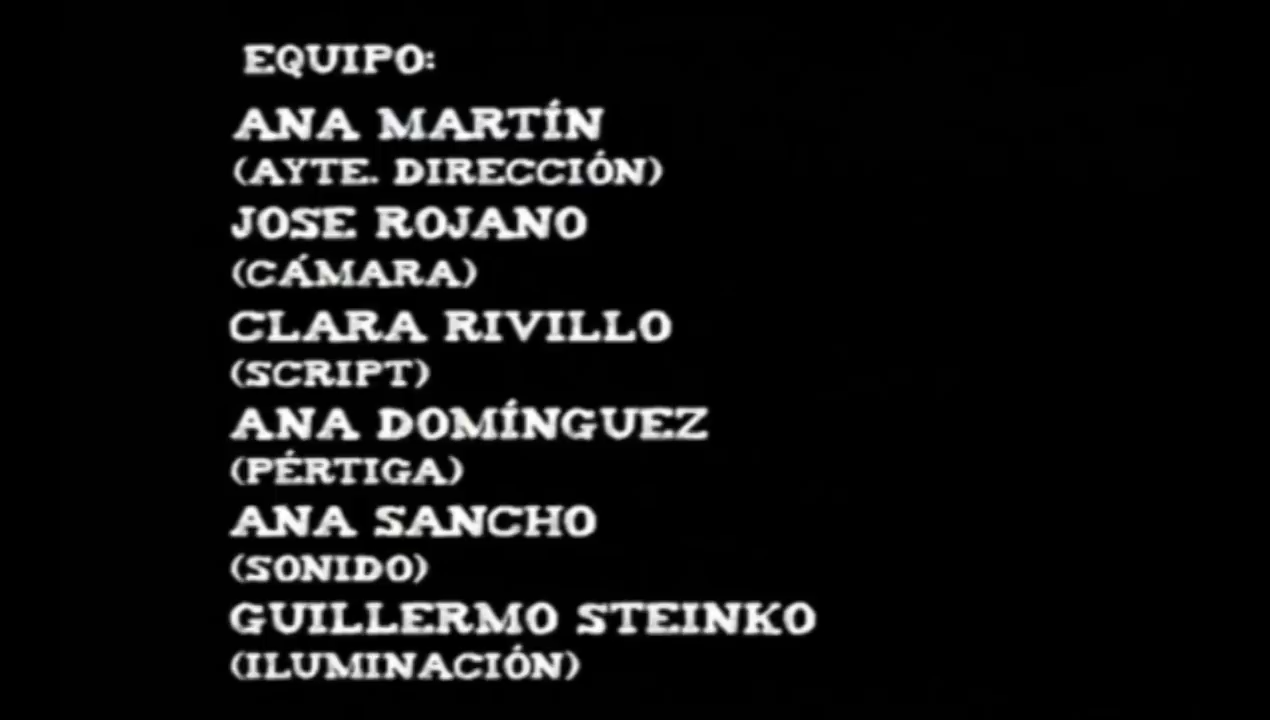 EQUIPO:
ANA MARTÍN
(AYTE. DIRECCIÓN)
JOSE ROJANO
(CÁMARA)
CLARA RIVILLO
(SCRIPT)
ANA DOMÍNGUEZ
(PÉRTIGA)
ANA SANCHO
(SONIDO)
GUILLERMO STEINKO
(ILUMINACIÓN)